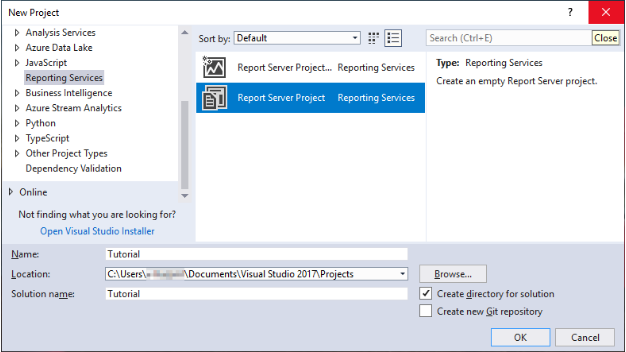 New Project
?
Analysis Services
Azure Data Lake
JavaScript
Reporting Services
Business Intelligence
Azure Stream Analytics
Python
TypeScript
Other Project Types
Dependency Validation
Online
Not finding what you are looking for?
Open Visual Studio Installer
Sort by: Default
Report Server Project... Reporting Services
Report Server Project Reporting Services
Search (Ctrl+E)
Close
Type: Reporting Services
Create an empty Report Server project.
Name: Tutorial
Location: C:\Users\ \Documents\Visual Studio 2017\Projects
Browse...
Solution name: Tutorial
Create directory for solution
Create new Git repository
OK
Cancel